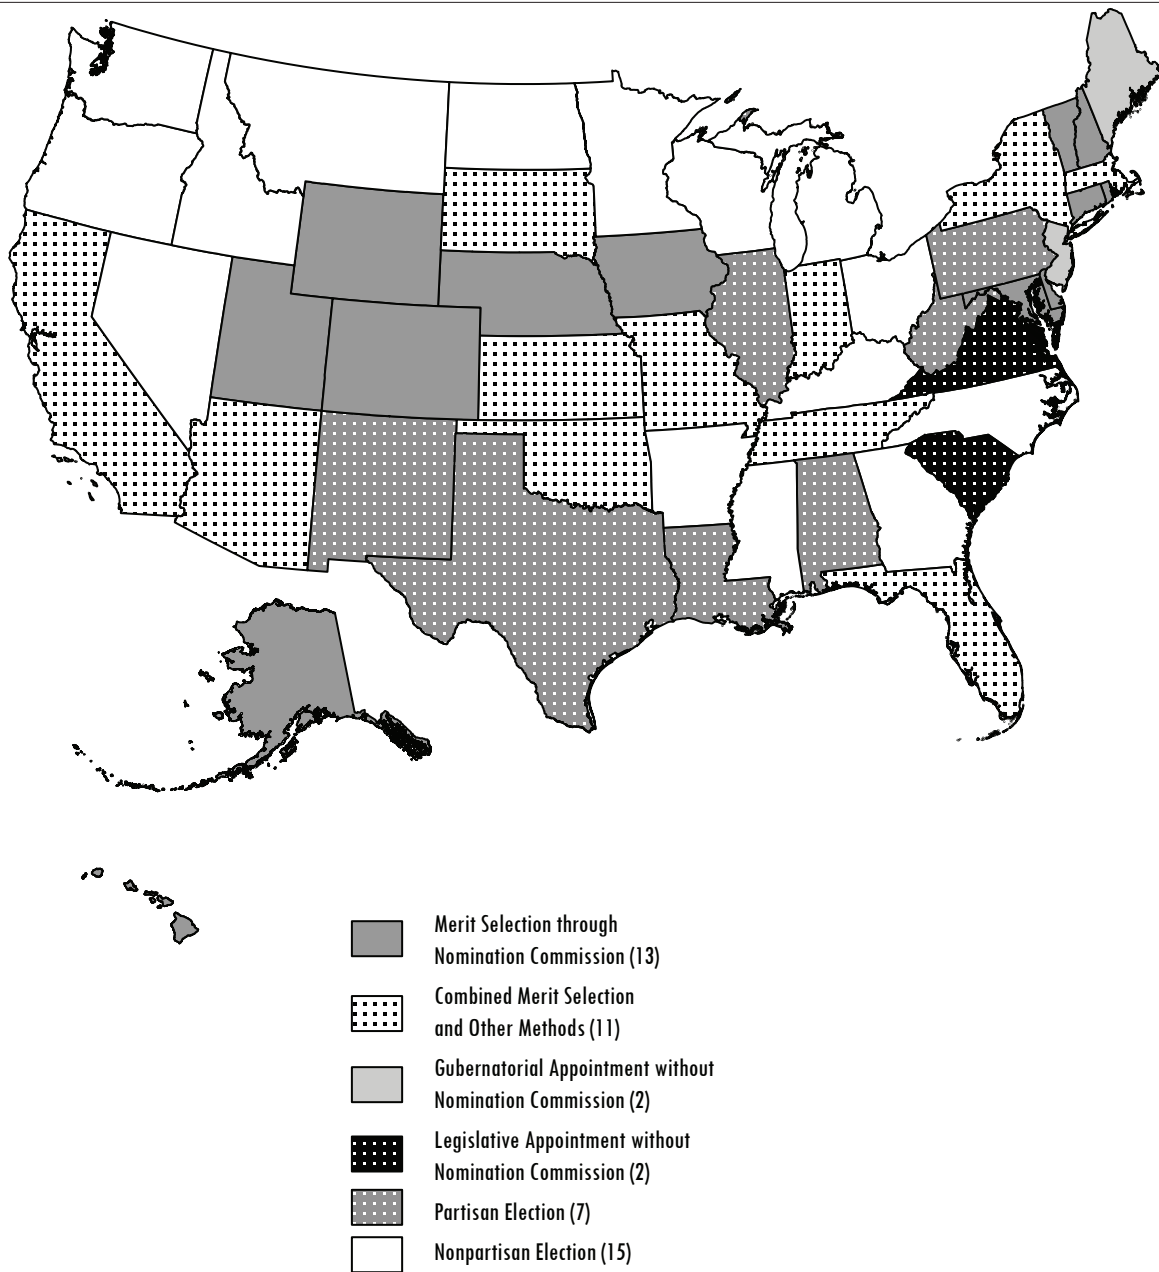 Merit Selection through
Nomination Commission (13)
Combined Merit Selection
and Other Methods (11)
Gubernatorial Appointment without
Nomination Commission (2)
Legislative Appointment without
Nomination Commission (2)
Partisan Election (7)
Nonpartisan Election (15)